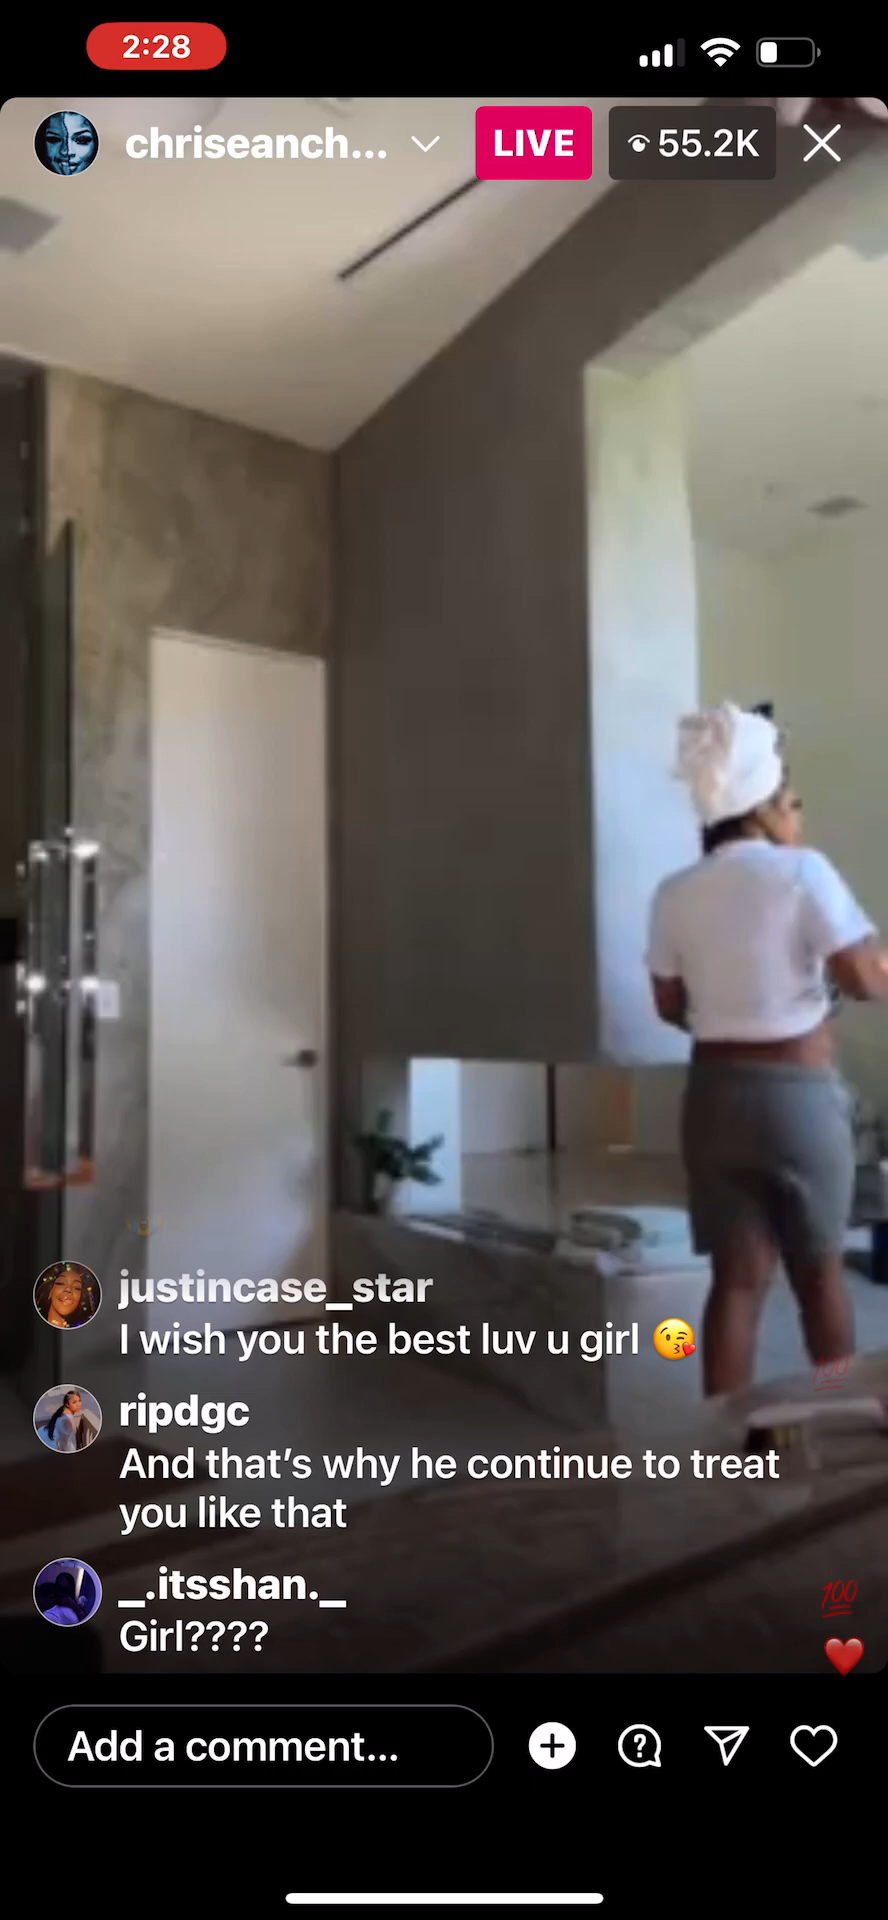 2:28
chriseanch...
LIVE
55.2K
justincase_star
I wish you the best luv u girl 😘
ripdgc
And that's why he continue to treat
you like that
_.itsshan._
Girl????
💯
💯
Add a comment...